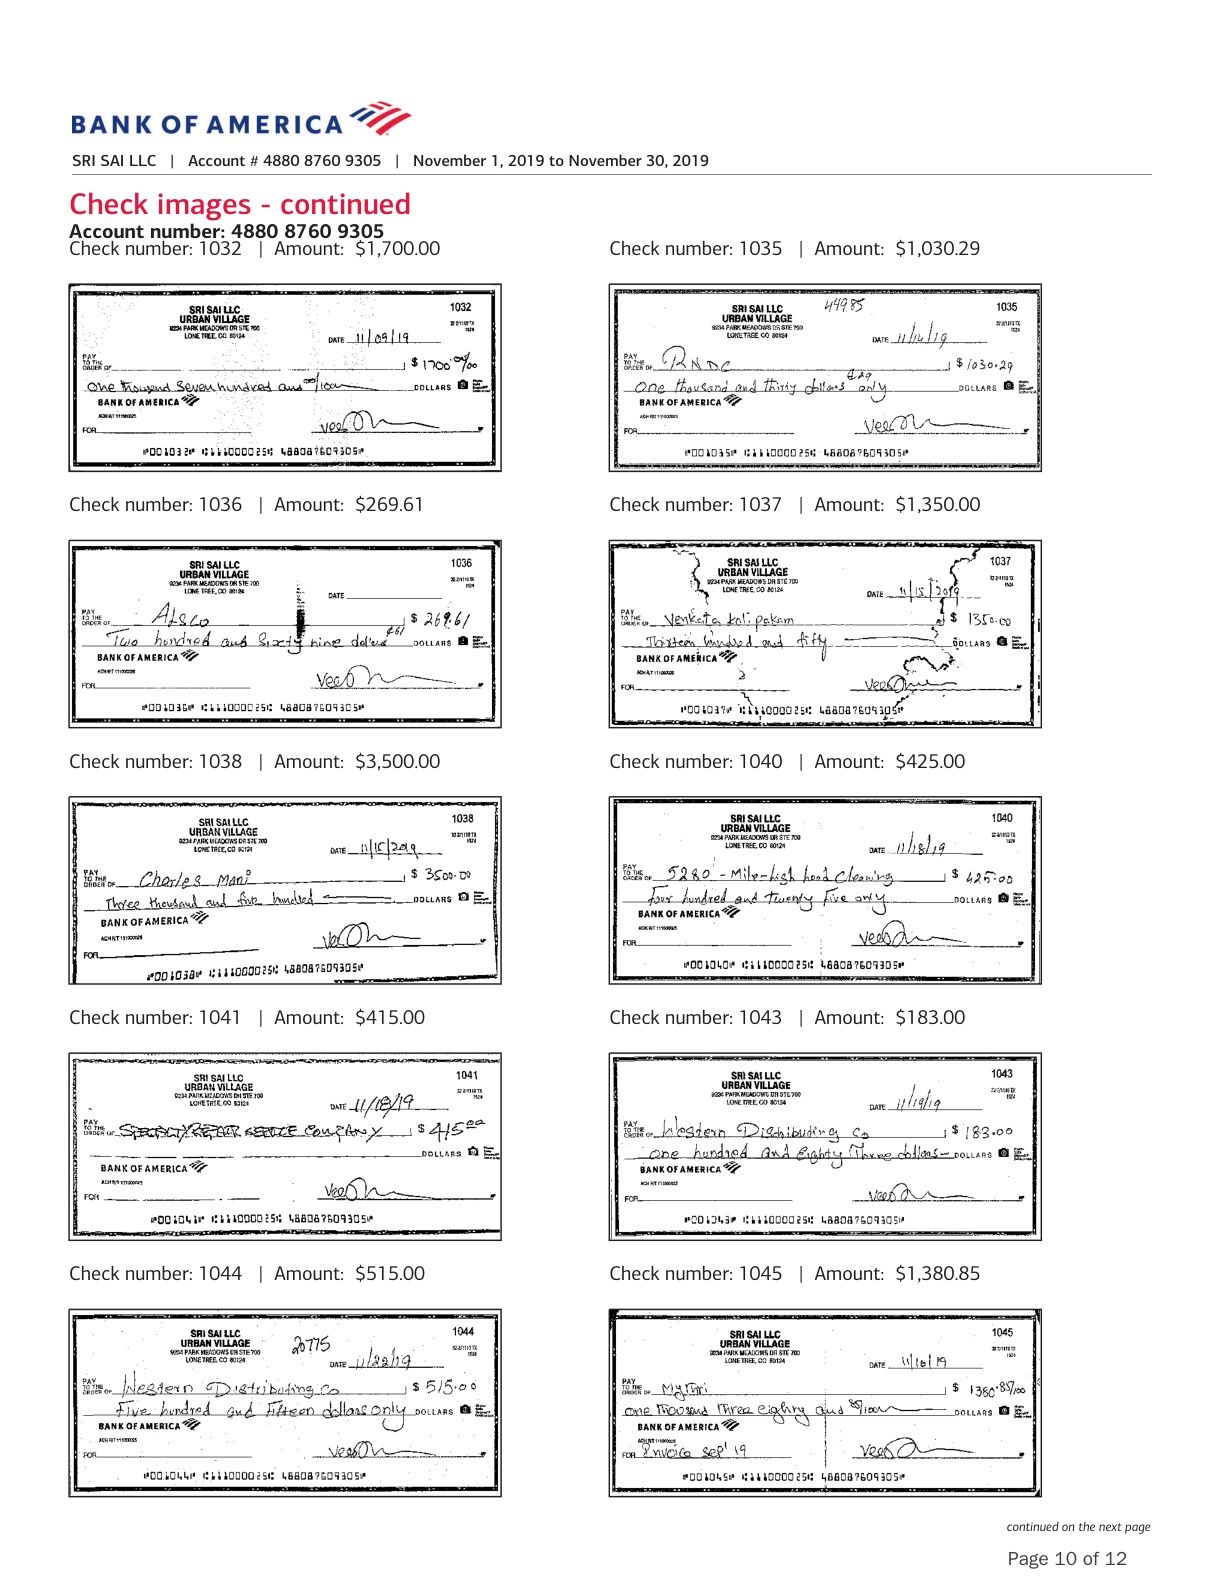 BANK OF AMERICA
SRI SAI LLC | Account # 4880 8760 9305 | November 1, 2019 to November 30, 2019
Check images - continued
Account number: 4880 8760 9305
Check number: 1032 | Amount: $1,700.00
SRI SAI LLC
1032
URBAN VILLAGE
9234 PARK MEADOWS DR STE 700
LONE TREE, CO 80124
DATE 11/09/19
PAY
TO THE
ORDER OF
$ 1700 00/100
One thousand Seven hundred and 00/100 DOLLARS
BANK OF AMERICA
ACH R/T 111000025
FOR
⑈001032⑈ ⑆111000025⑆ 488087609305⑈
Check number: 1035 | Amount: $1,030.29
SRI SAI LLC
44985
1035
URBAN VILLAGE
9234 PARK MEADOWS DR STE 700
LONE TREE, CO 80124
DATE 11/14/19
PAY
TO THE
ORDER OF RNDC
$ 1030.29
One thousand and thirty dollars only DOLLARS
BANK OF AMERICA
ACH R/T 111000025
FOR
⑈001035⑈ ⑆111000025⑆ 488087609305⑈
Check number: 1036 | Amount: $269.61
SRI SAI LLC
1036
URBAN VILLAGE
9234 PARK MEADOWS DR STE 700
LONE TREE, CO 80124
DATE
PAY
TO THE
ORDER OF Alsco
$ 269.61
Two hundred and Sixty nine dollars DOLLARS
BANK OF AMERICA
ACH R/T 111000025
FOR
⑈001036⑈ ⑆111000025⑆ 488087609305⑈
Check number: 1037 | Amount: $1,350.00
SRI SAI LLC
1037
URBAN VILLAGE
9234 PARK MEADOWS DR STE 700
LONE TREE, CO 80124
DATE 11/15/2019
PAY
TO THE
ORDER OF Venkata Kalipakam
$ 1350.00
Thirteen hundred and fifty DOLLARS
BANK OF AMERICA
ACH R/T 111000025
FOR
⑈001037⑈ ⑆111000025⑆ 488087609305⑈
Check number: 1038 | Amount: $3,500.00
SRI SAI LLC
1038
URBAN VILLAGE
9234 PARK MEADOWS DR STE 700
LONE TREE, CO 80124
DATE 11/15/2019
PAY
TO THE
ORDER OF Charles Mani
$ 3500.00
Three thousand and five hundred DOLLARS
BANK OF AMERICA
ACH R/T 111000025
FOR
⑈001038⑈ ⑆111000025⑆ 488087609305⑈
Check number: 1040 | Amount: $425.00
SRI SAI LLC
1040
URBAN VILLAGE
9234 PARK MEADOWS DR STE 700
LONE TREE, CO 80124
DATE 11/18/19
PAY
TO THE
ORDER OF 5280 - Mile-high hood Cleaning
$ 425.00
four hundred and twenty five only DOLLARS
BANK OF AMERICA
ACH R/T 111000025
FOR
⑈001040⑈ ⑆111000025⑆ 488087609305⑈
Check number: 1041 | Amount: $415.00
SRI SAI LLC
1041
URBAN VILLAGE
9234 PARK MEADOWS DR STE 700
LONE TREE, CO 80124
DATE 11/18/19
PAY
TO THE
ORDER OF COMPANY
$ 415 00
DOLLARS
BANK OF AMERICA
ACH R/T 111000025
FOR
⑈001041⑈ ⑆111000025⑆ 488087609305⑈
Check number: 1043 | Amount: $183.00
SRI SAI LLC
1043
URBAN VILLAGE
9234 PARK MEADOWS DR STE 700
LONE TREE, CO 80124
DATE 11/19/19
PAY
TO THE
ORDER OF Western Distributing Co
$ 183.00
One hundred and Eighty Three dollars DOLLARS
BANK OF AMERICA
ACH R/T 111000025
FOR
⑈001043⑈ ⑆111000025⑆ 488087609305⑈
Check number: 1044 | Amount: $515.00
SRI SAI LLC
20775
1044
URBAN VILLAGE
9234 PARK MEADOWS DR STE 700
LONE TREE, CO 80124
DATE 11/22/19
PAY
TO THE
ORDER OF Western Distributing Co
$ 515.00
Five hundred and Fifteen dollars only DOLLARS
BANK OF AMERICA
ACH R/T 111000025
FOR
⑈001044⑈ ⑆111000025⑆ 488087609305⑈
Check number: 1045 | Amount: $1,380.85
SRI SAI LLC
1045
URBAN VILLAGE
9234 PARK MEADOWS DR STE 700
LONE TREE, CO 80124
DATE 11/16/19
PAY
TO THE
ORDER OF Mythri
$ 1380.85/100
One thousand three eighty and 85/100 DOLLARS
BANK OF AMERICA
ACH R/T 111000025
FOR Invoice Sep' 19
⑈001045⑈ ⑆111000025⑆ 488087609305⑈
continued on the next page
Page 10 of 12